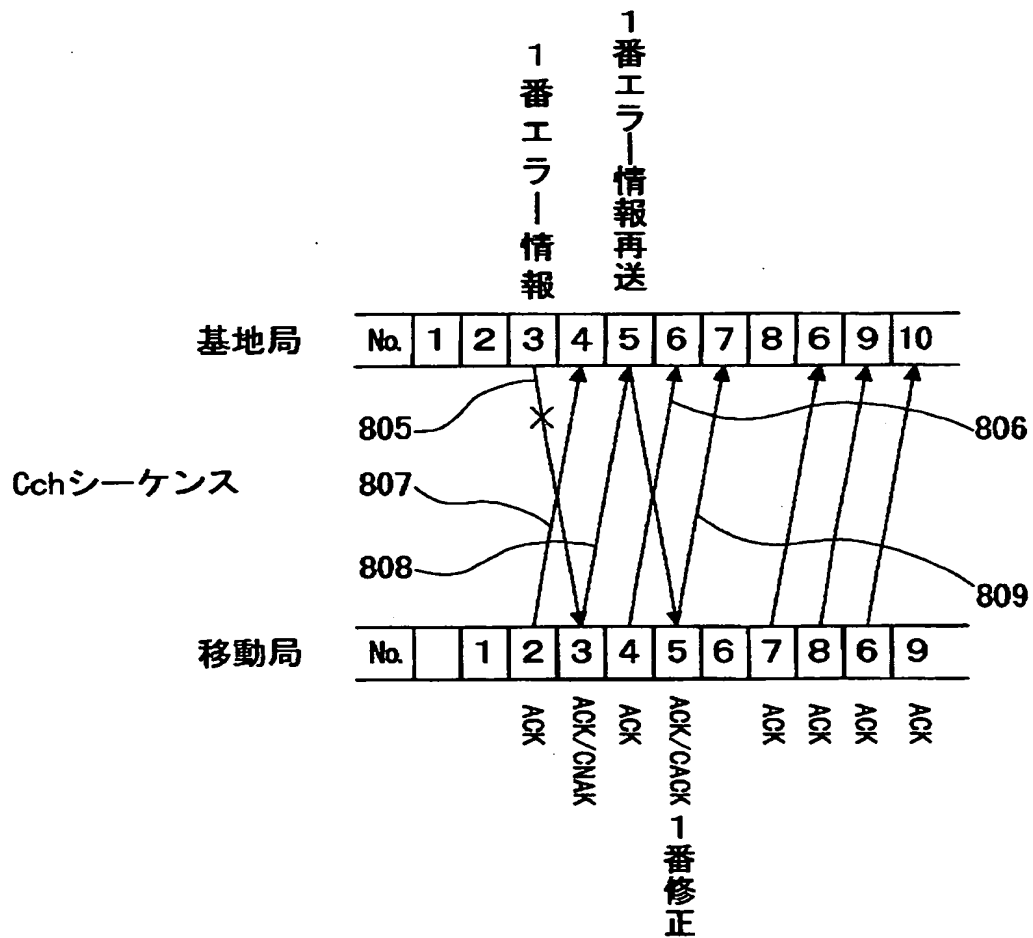 1番エラー情報
1番エラー情報再送
基地局 No. 1 2 3 4 5 6 7 8 6 9 10
805
806
Cchシーケンス
807
808
809
移動局 No. 1 2 3 4 5 6 7 8 6 9
ACK
ACK/CNAK
ACK
ACK/CACK
ACK
ACK
ACK
ACK
1番修正